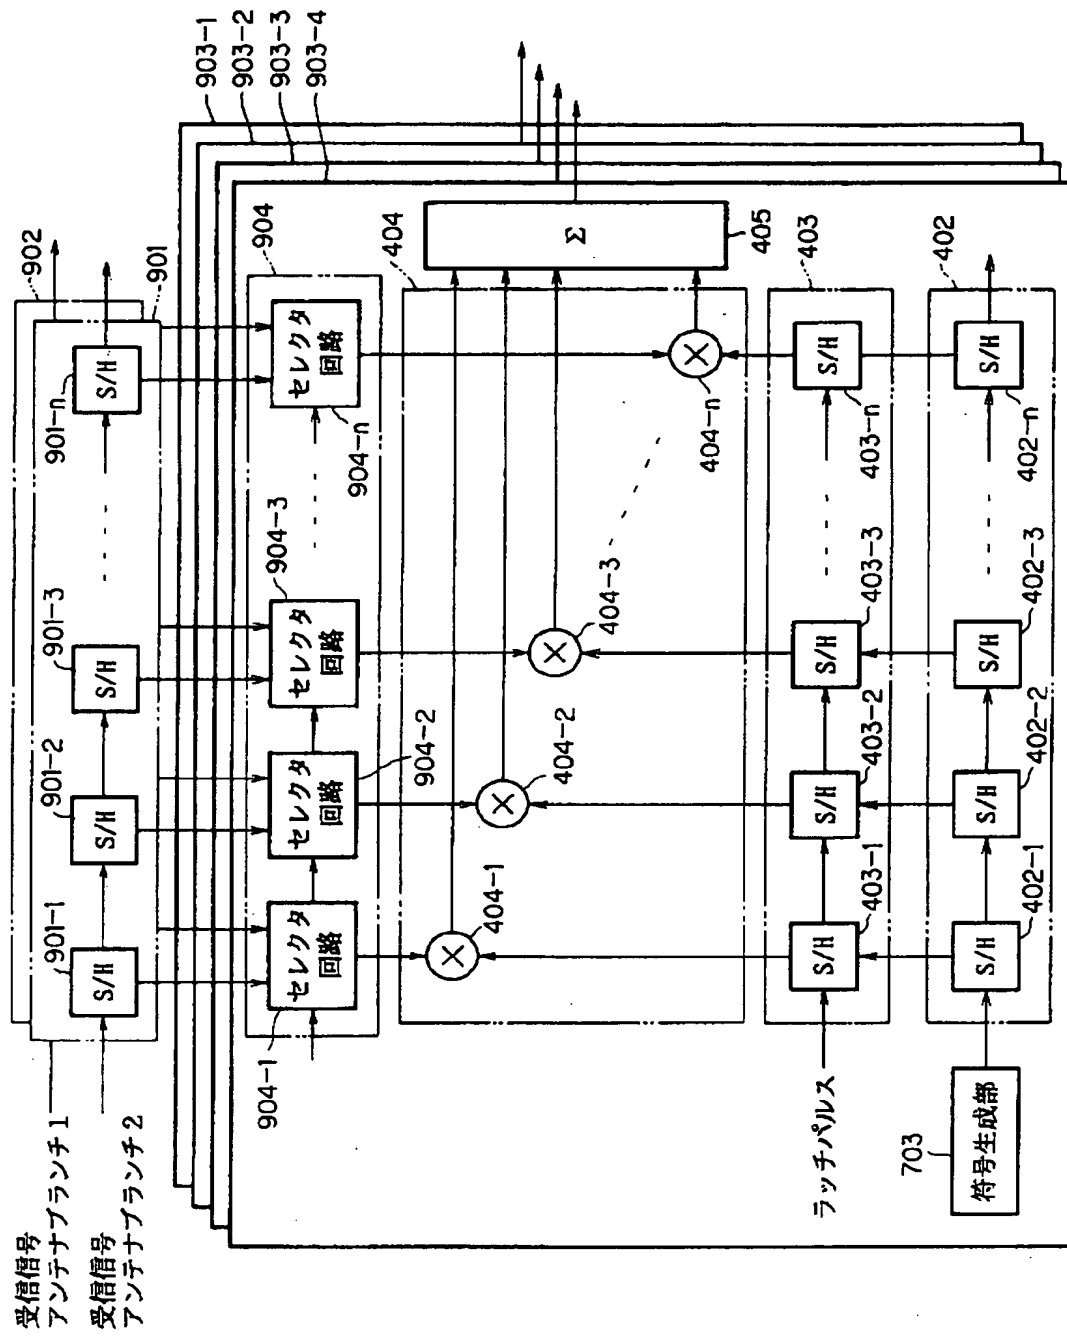 受信信号
アンテナブランチ1
受信信号
アンテナブランチ2
902
901
901-1
901-2
901-3
901-n
S/H
S/H
S/H
S/H
903-1
903-2
903-3
903-4
904
904-1
904-2
904-3
904-n
セレクタ
回路
セレクタ
回路
セレクタ
回路
セレクタ
回路
404
404-1
404-2
404-3
404-n
×
×
×
×
Σ
405
ラッチパルス
403
403-1
403-2
403-3
403-n
S/H
S/H
S/H
S/H
703
符号生成部
402
402-1
402-2
402-3
402-n
S/H
S/H
S/H
S/H